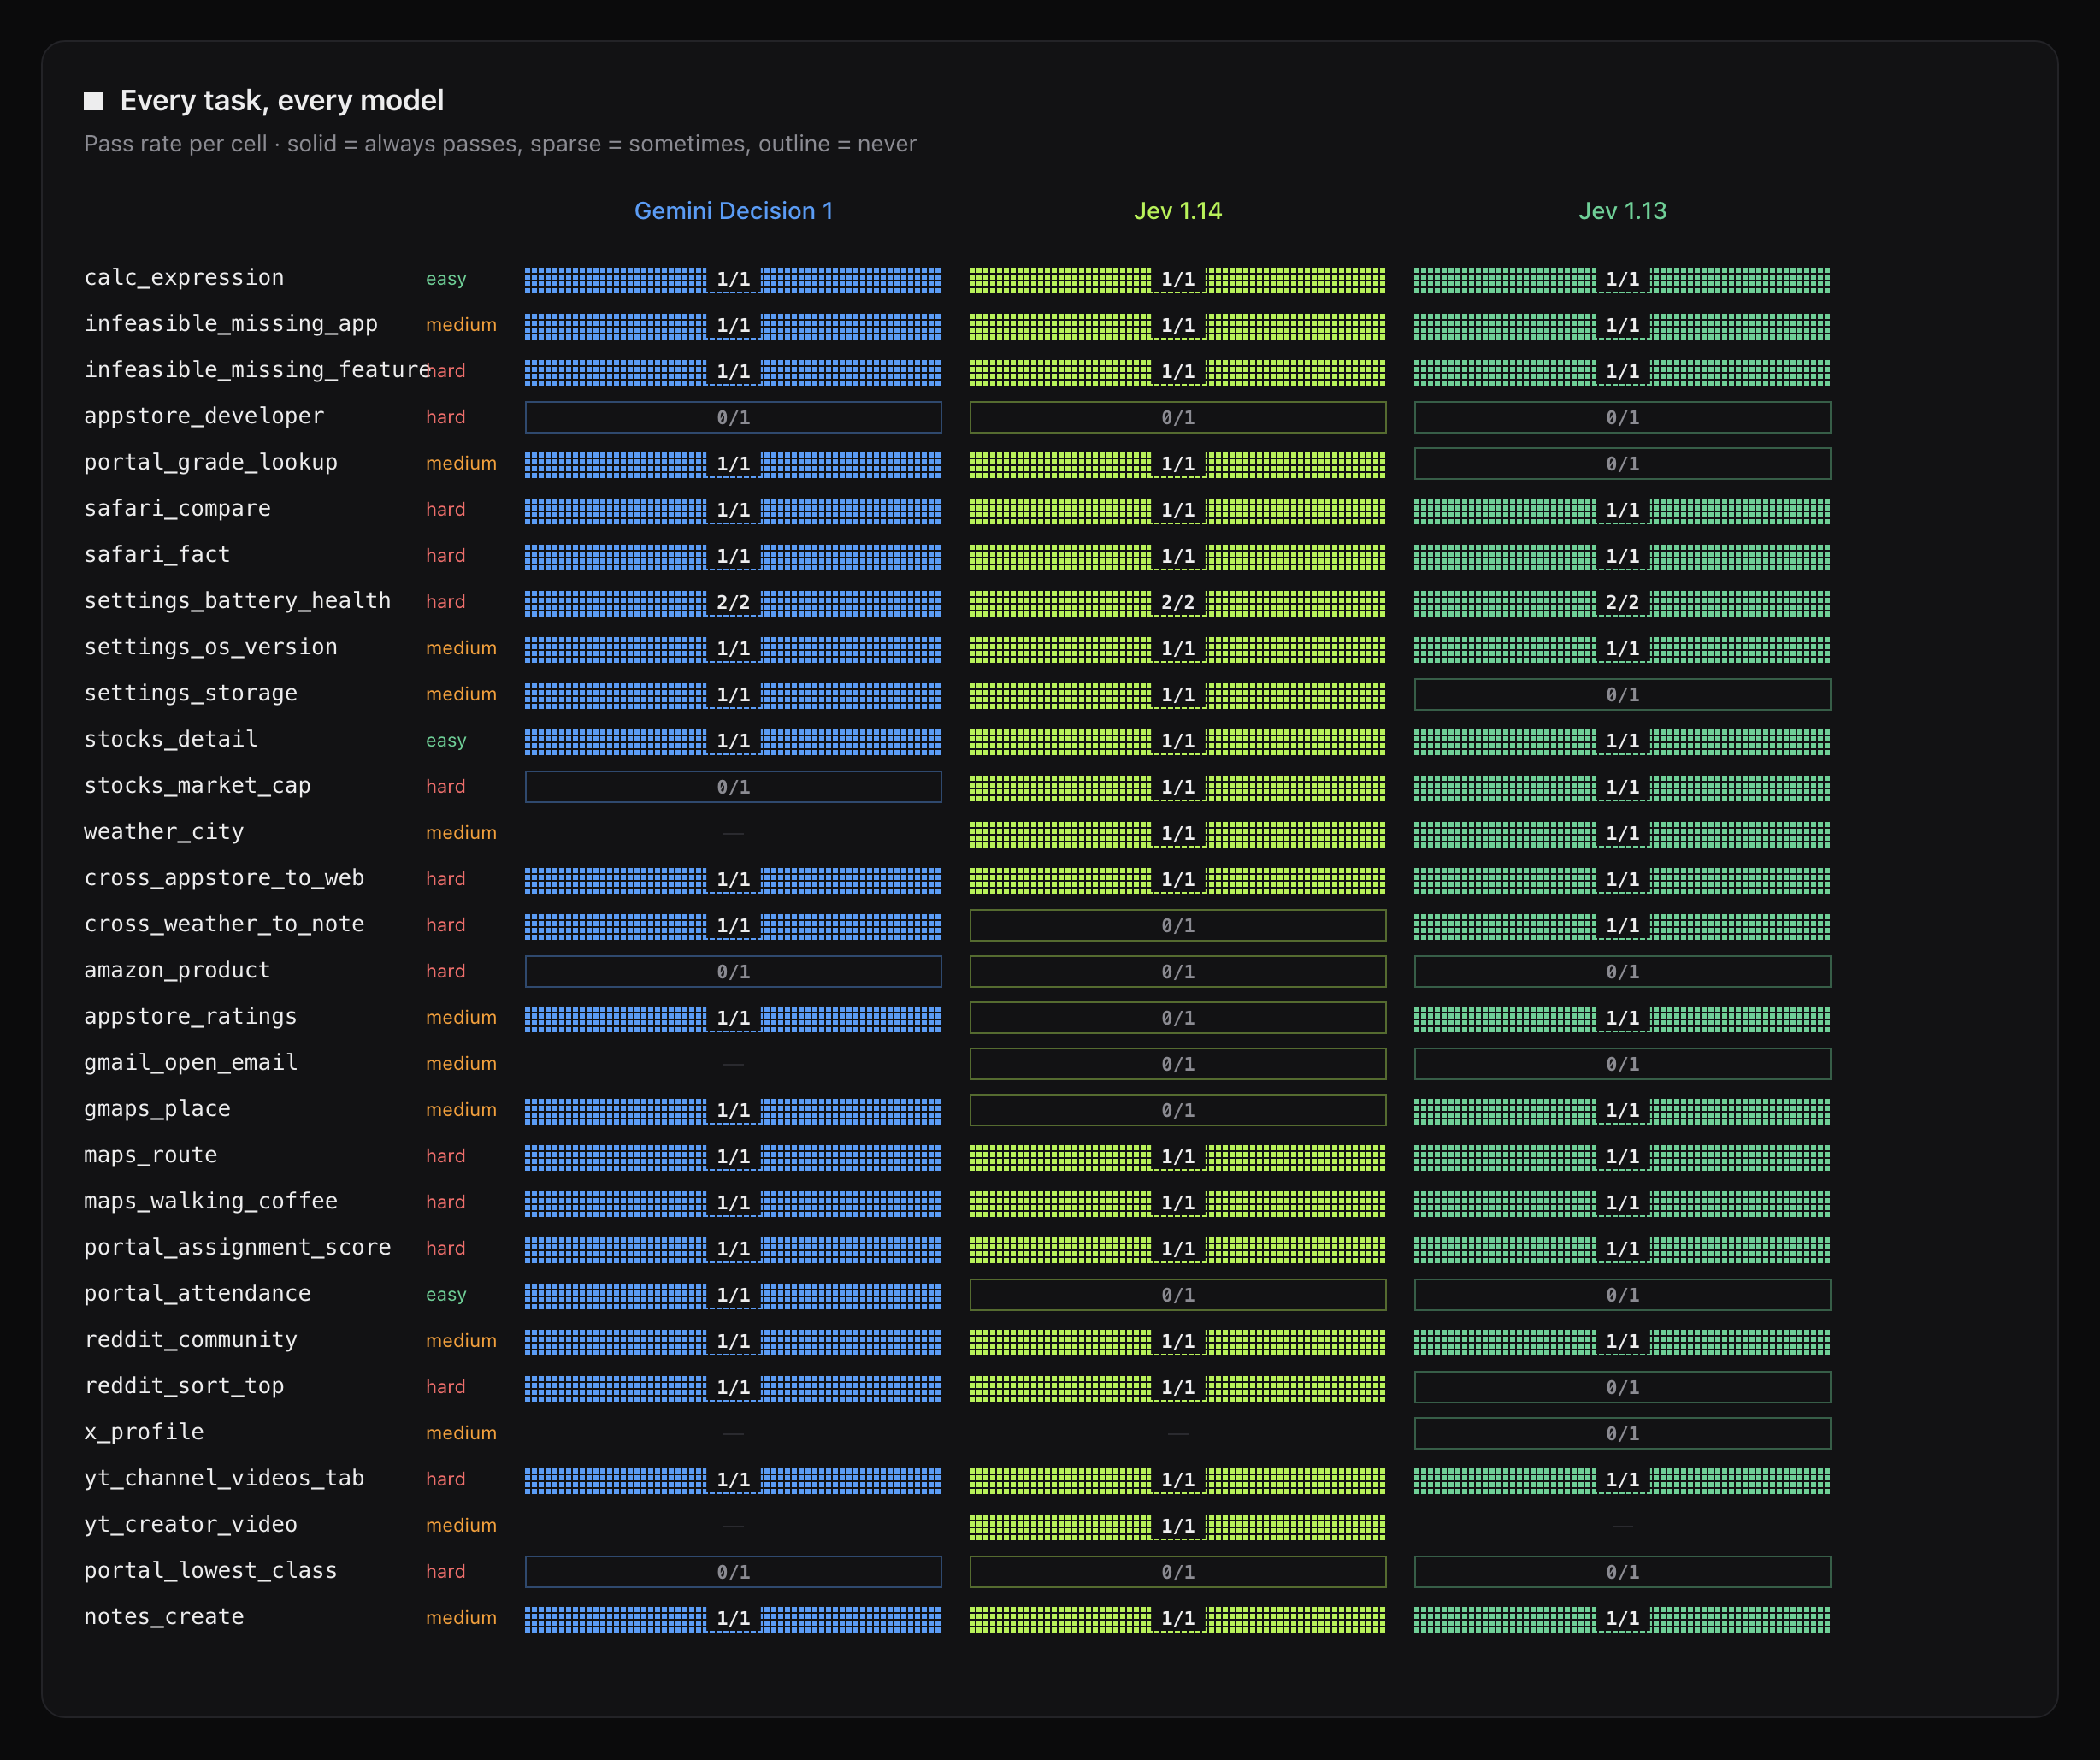 Every task, every model
Pass rate per cell · solid = always passes, sparse = sometimes, outline = never
Gemini Decision 1 Jev 1.14 Jev 1.13
calc_expression easy 1/1 1/1 1/1
infeasible_missing_app medium 1/1 1/1 1/1
infeasible_missing_feature hard 1/1 1/1 1/1
appstore_developer hard 0/1 0/1 0/1
portal_grade_lookup medium 1/1 1/1 0/1
safari_compare hard 1/1 1/1 1/1
safari_fact hard 1/1 1/1 1/1
settings_battery_health hard 2/2 2/2 2/2
settings_os_version medium 1/1 1/1 1/1
settings_storage medium 1/1 1/1 0/1
stocks_detail easy 1/1 1/1 1/1
stocks_market_cap hard 0/1 1/1 1/1
weather_city medium — 1/1 1/1
cross_appstore_to_web hard 1/1 1/1 1/1
cross_weather_to_note hard 1/1 0/1 1/1
amazon_product hard 0/1 0/1 0/1
appstore_ratings medium 1/1 0/1 1/1
gmail_open_email medium — 0/1 0/1
gmaps_place medium 1/1 0/1 1/1
maps_route hard 1/1 1/1 1/1
maps_walking_coffee hard 1/1 1/1 1/1
portal_assignment_score hard 1/1 1/1 1/1
portal_attendance easy 1/1 0/1 0/1
reddit_community medium 1/1 1/1 1/1
reddit_sort_top hard 1/1 1/1 0/1
x_profile medium — — 0/1
yt_channel_videos_tab hard 1/1 1/1 1/1
yt_creator_video medium — 1/1 —
portal_lowest_class hard 0/1 0/1 0/1
notes_create medium 1/1 1/1 1/1